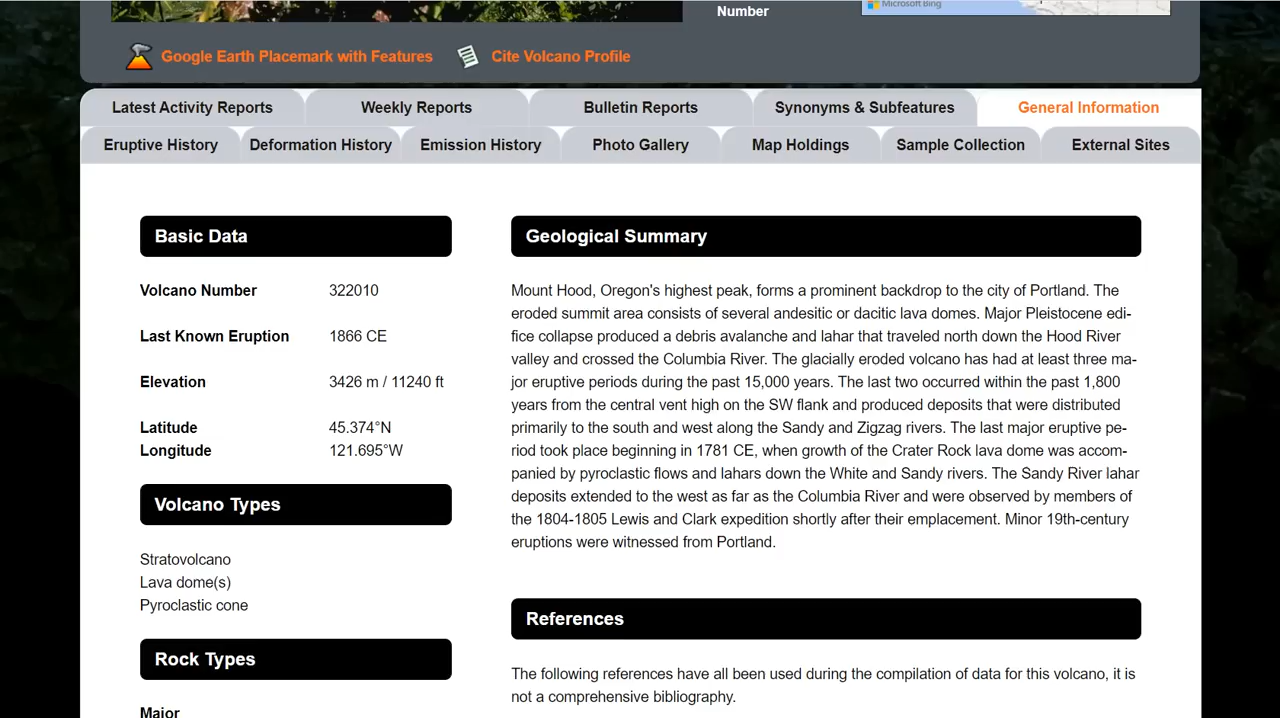 Number
Microsoft Bing
Google Earth Placemark with Features
Cite Volcano Profile
Latest Activity Reports
Weekly Reports
Bulletin Reports
Synonyms & Subfeatures
General Information
Eruptive History
Deformation History
Emission History
Photo Gallery
Map Holdings
Sample Collection
External Sites
Basic Data
Volcano Number 322010
Last Known Eruption 1866 CE
Elevation 3426 m / 11240 ft
Latitude 45.374°N
Longitude 121.695°W
Volcano Types
Stratovolcano
Lava dome(s)
Pyroclastic cone
Rock Types
Major
Geological Summary
Mount Hood, Oregon's highest peak, forms a prominent backdrop to the city of Portland. The
eroded summit area consists of several andesitic or dacitic lava domes. Major Pleistocene edi-
fice collapse produced a debris avalanche and lahar that traveled north down the Hood River
valley and crossed the Columbia River. The glacially eroded volcano has had at least three ma-
jor eruptive periods during the past 15,000 years. The last two occurred within the past 1,800
years from the central vent high on the SW flank and produced deposits that were distributed
primarily to the south and west along the Sandy and Zigzag rivers. The last major eruptive pe-
riod took place beginning in 1781 CE, when growth of the Crater Rock lava dome was accom-
panied by pyroclastic flows and lahars down the White and Sandy rivers. The Sandy River lahar
deposits extended to the west as far as the Columbia River and were observed by members of
the 1804-1805 Lewis and Clark expedition shortly after their emplacement. Minor 19th-century
eruptions were witnessed from Portland.
References
The following references have all been used during the compilation of data for this volcano, it is
not a comprehensive bibliography.